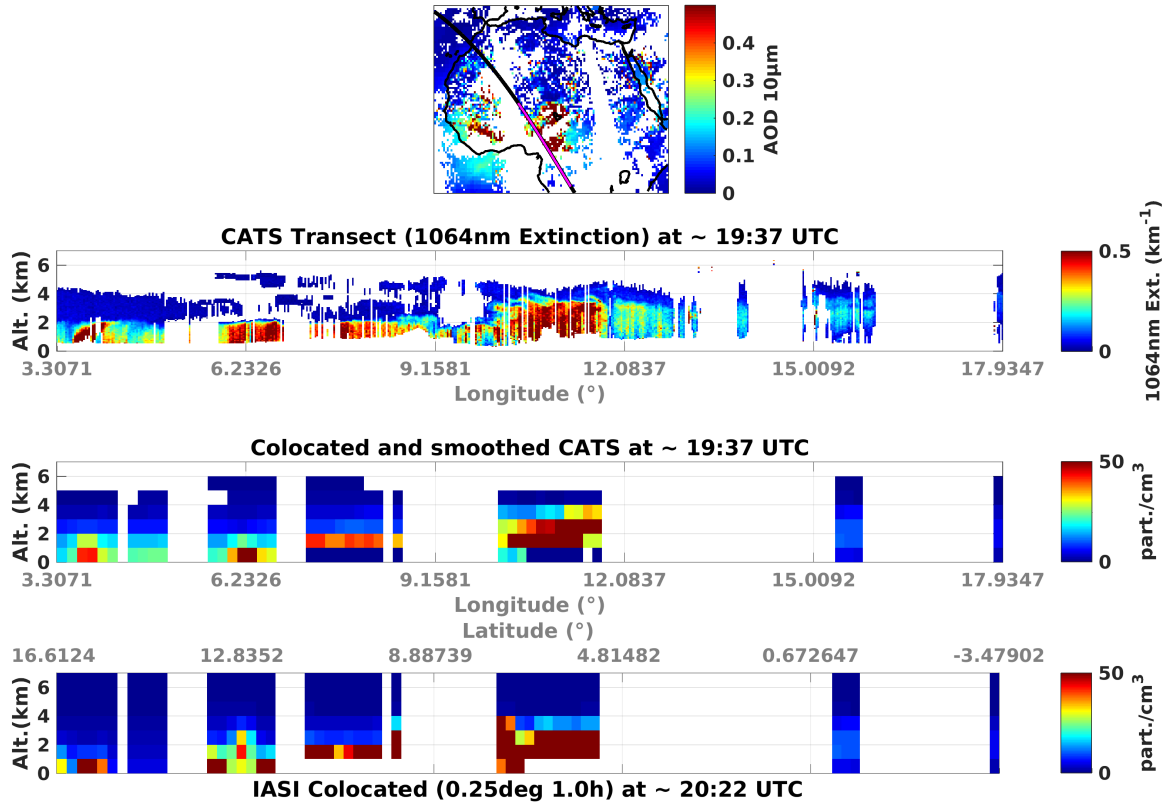 0.4
0.3
0.2
0.1
0
AOD 10μm
CATS Transect (1064nm Extinction) at ~ 19:37 UTC
Alt. (km)
6
4
2
0
3.3071 6.2326 9.1581 12.0837 15.0092 17.9347
Longitude (°)
0.5
0
1064nm Ext. (km-1)
Colocated and smoothed CATS at ~ 19:37 UTC
Alt. (km)
6
4
2
0
3.3071 6.2326 9.1581 12.0837 15.0092 17.9347
Longitude (°)
50
0
part./cm3
Latitude (°)
16.6124 12.8352 8.88739 4.81482 0.672647 -3.47902
Alt.(km)
6
4
2
0
50
0
part./cm3
IASI Colocated (0.25deg 1.0h) at ~ 20:22 UTC